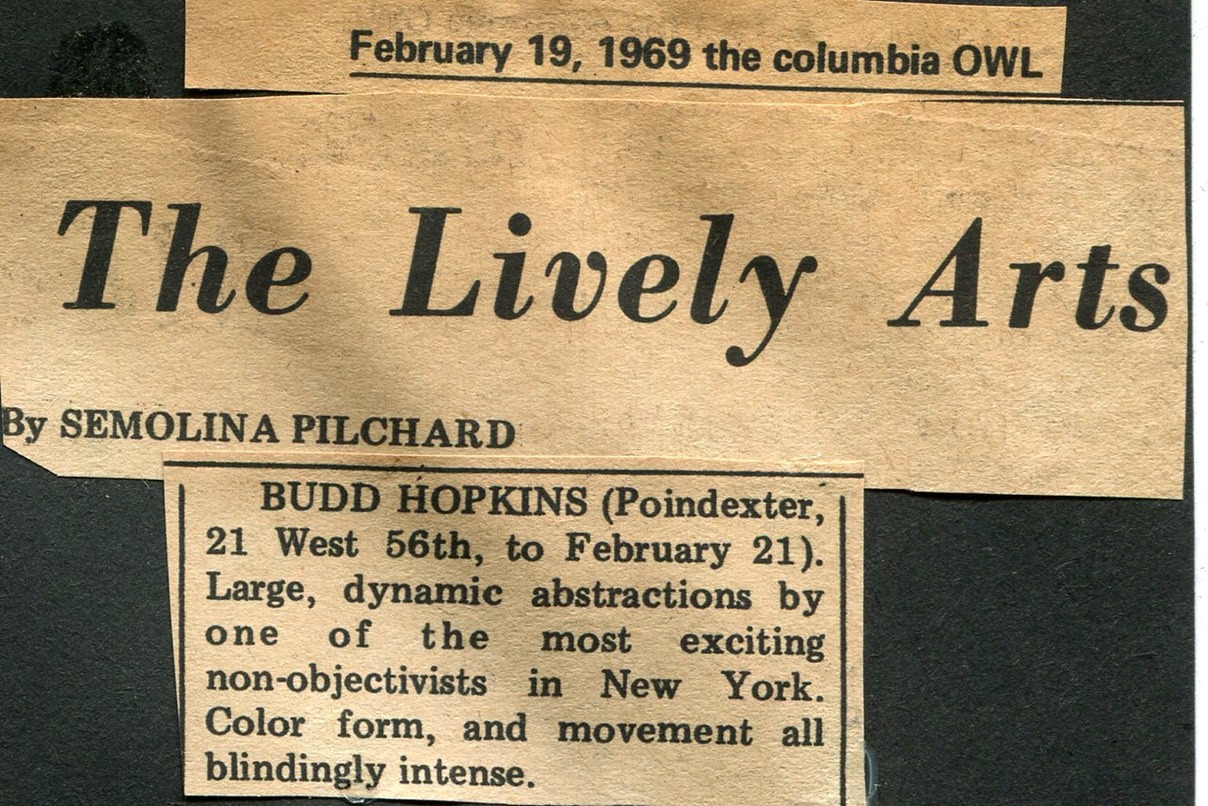 February 19, 1969 the columbia OWL
The Lively Arts
By SEMOLINA PILCHARD
BUDD HOPKINS (Poindexter,
21 West 56th, to February 21).
Large, dynamic abstractions by
one of the most exciting
non-objectivists in New York.
Color form, and movement all
blindingly intense.